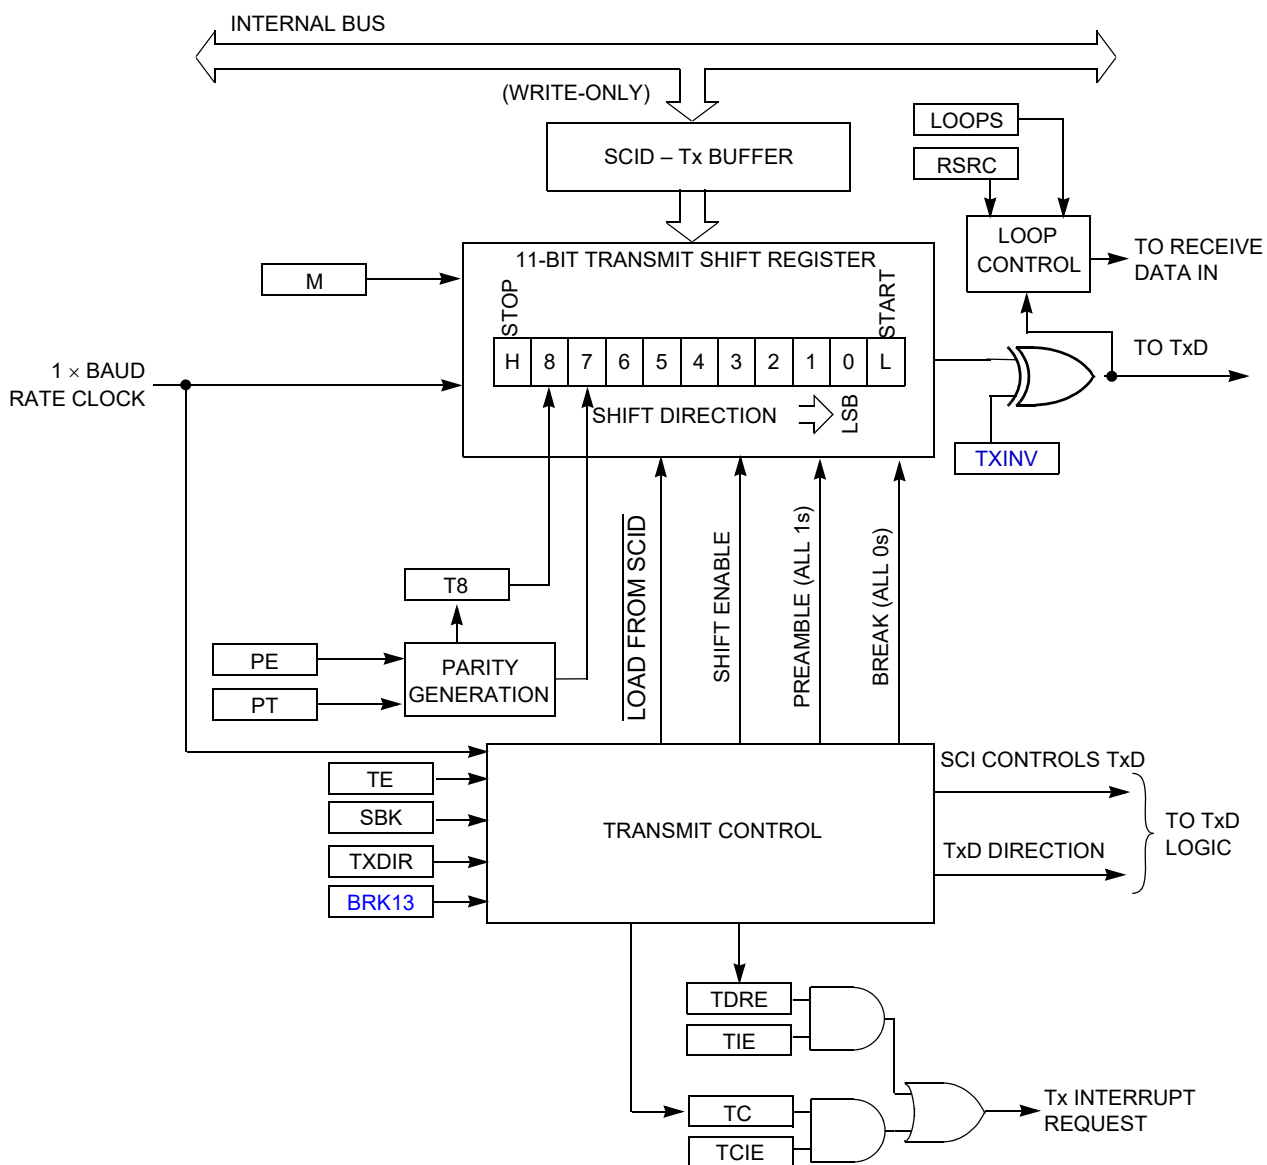 INTERNAL BUS
(WRITE-ONLY)
SCID – Tx BUFFER
LOOPS
RSRC
LOOP
CONTROL
TO RECEIVE
DATA IN
M
11-BIT TRANSMIT SHIFT REGISTER
STOP
START
H 8 7 6 5 4 3 2 1 0 L
SHIFT DIRECTION
LSB
1 × BAUD
RATE CLOCK
TO TxD
TXINV
T8
PE
PT
PARITY
GENERATION
LOAD FROM SCID
SHIFT ENABLE
PREAMBLE (ALL 1s)
BREAK (ALL 0s)
TE
SBK
TXDIR
BRK13
TRANSMIT CONTROL
SCI CONTROLS TxD
TxD DIRECTION
TO TxD
LOGIC
TDRE
TIE
TC
TCIE
Tx INTERRUPT
REQUEST